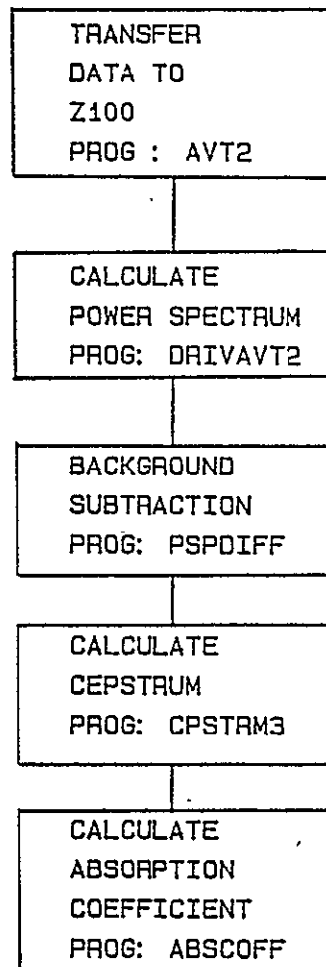 TRANSFER
DATA TO
Z100
PROG : AVT2
CALCULATE
POWER SPECTRUM
PROG: DRIVAVT2
BACKGROUND
SUBTRACTION
PROG: PSPDIFF
CALCULATE
CEPSTRUM
PROG: CPSTRM3
CALCULATE
ABSORPTION
COEFFICIENT
PROG: ABSCOFF